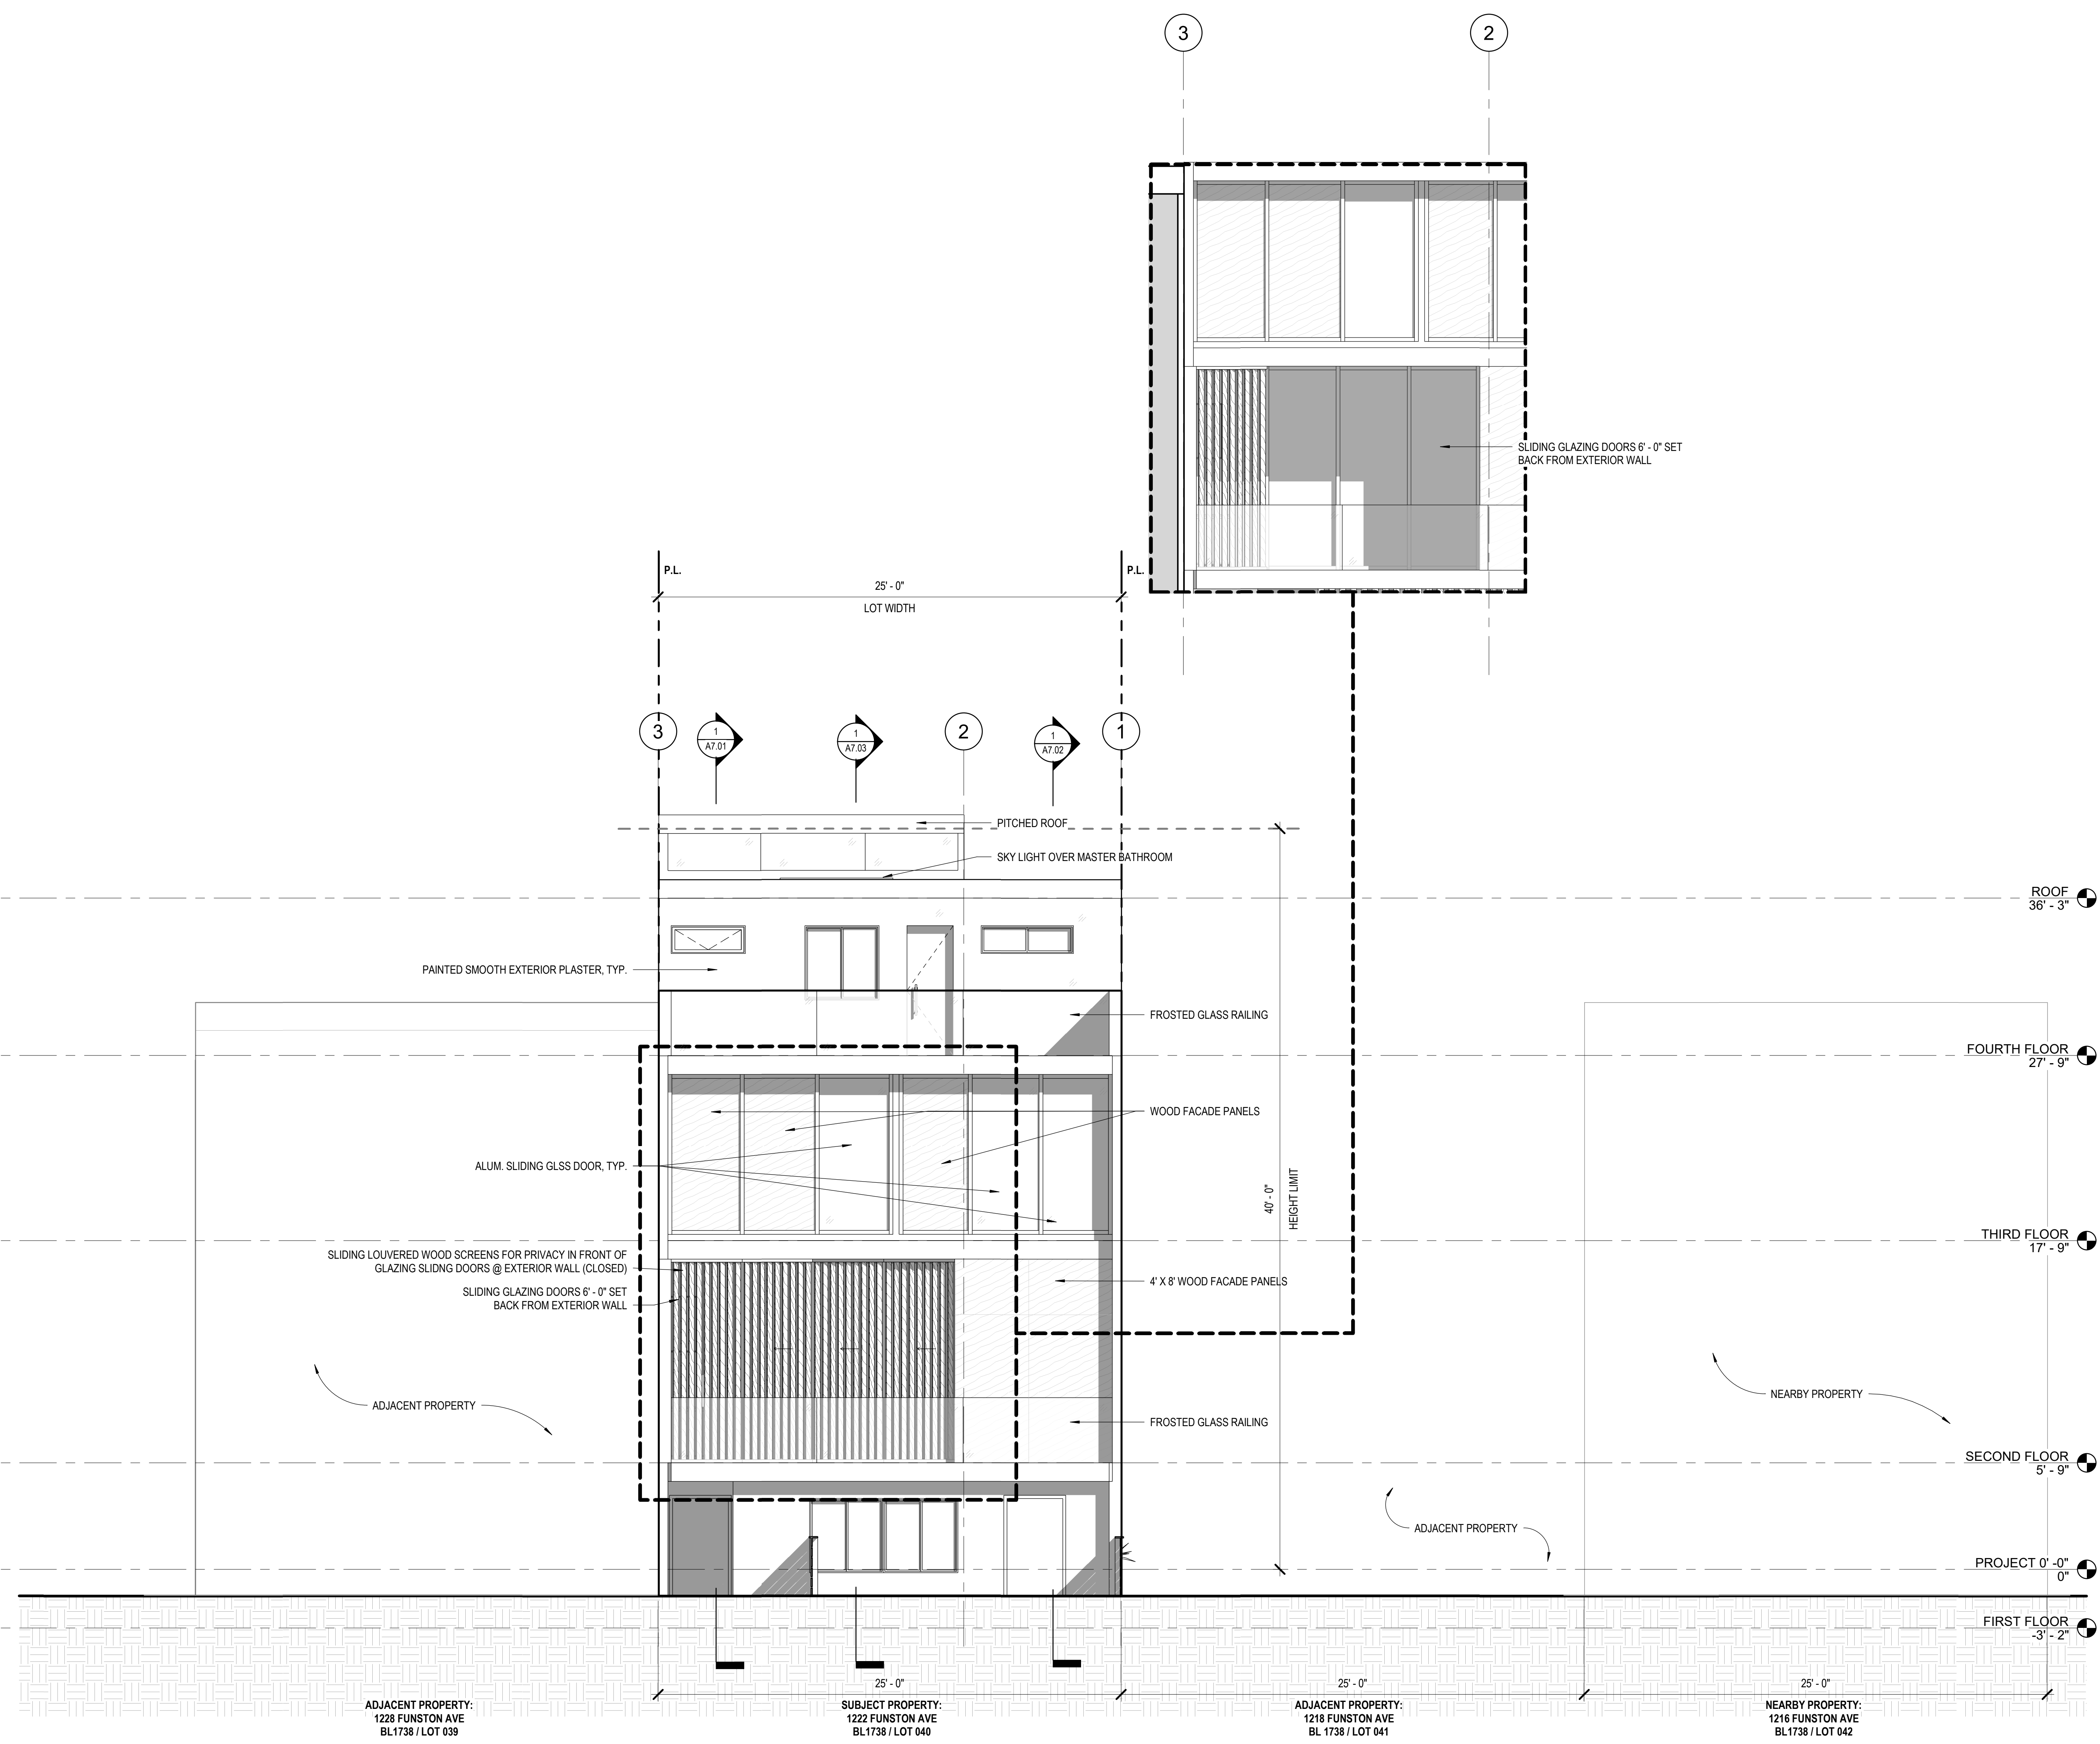 3
2
SLIDING GLAZING DOORS 6' - 0" SET
BACK FROM EXTERIOR WALL
P.L.
P.L.
25' - 0"
LOT WIDTH
3
1
A7.01
1
A7.03
2
1
A7.02
1
PITCHED ROOF
SKY LIGHT OVER MASTER BATHROOM
ROOF
36' - 3"
PAINTED SMOOTH EXTERIOR PLASTER, TYP.
FROSTED GLASS RAILING
FOURTH FLOOR
27' - 9"
WOOD FACADE PANELS
ALUM. SLIDING GLSS DOOR, TYP.
40' - 0"
HEIGHT LIMIT
THIRD FLOOR
17' - 9"
SLIDING LOUVERED WOOD SCREENS FOR PRIVACY IN FRONT OF
GLAZING SLIDNG DOORS @ EXTERIOR WALL (CLOSED)
4' X 8' WOOD FACADE PANELS
SLIDING GLAZING DOORS 6' - 0" SET
BACK FROM EXTERIOR WALL
ADJACENT PROPERTY
NEARBY PROPERTY
FROSTED GLASS RAILING
SECOND FLOOR
5' - 9"
ADJACENT PROPERTY
PROJECT 0' -0"
0"
FIRST FLOOR
-3' - 2"
25' - 0"
25' - 0"
25' - 0"
ADJACENT PROPERTY:
1228 FUNSTON AVE
BL1738 / LOT 039
SUBJECT PROPERTY:
1222 FUNSTON AVE
BL1738 / LOT 040
ADJACENT PROPERTY:
1218 FUNSTON AVE
BL 1738 / LOT 041
NEARBY PROPERTY:
1216 FUNSTON AVE
BL1738 / LOT 042